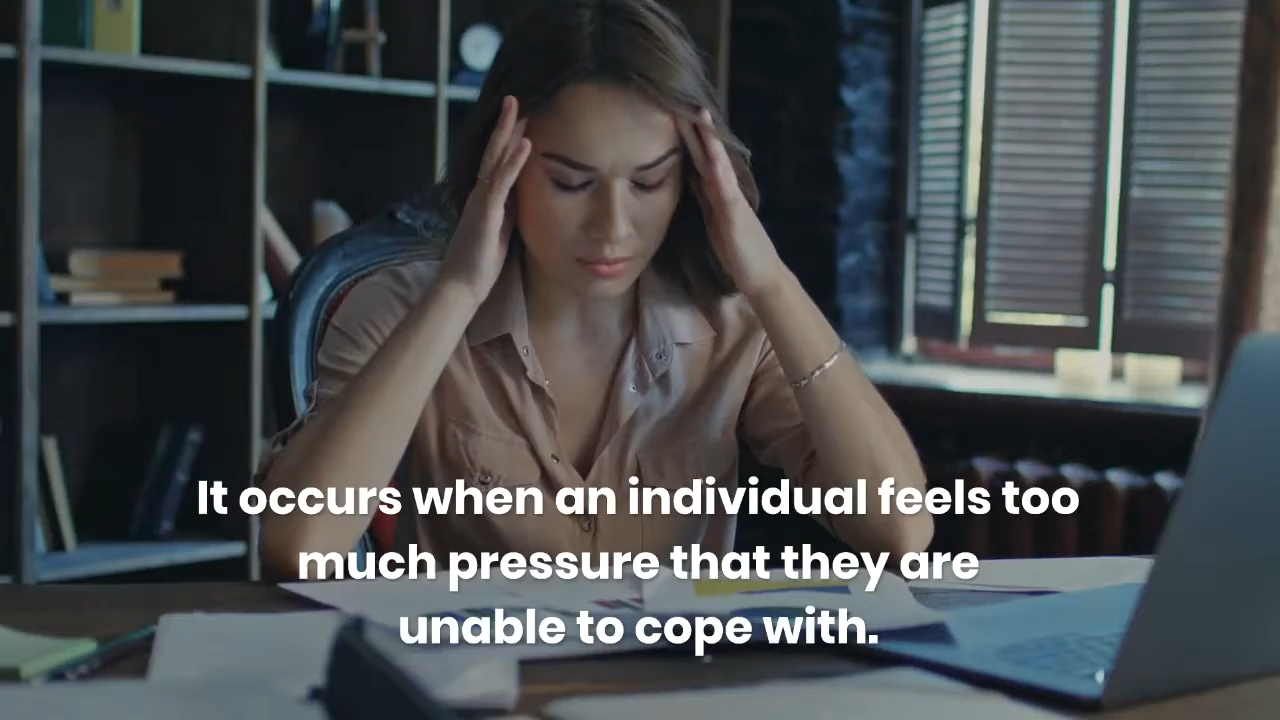 It occurs when an individual feels too
much pressure that they are
unable to cope with.